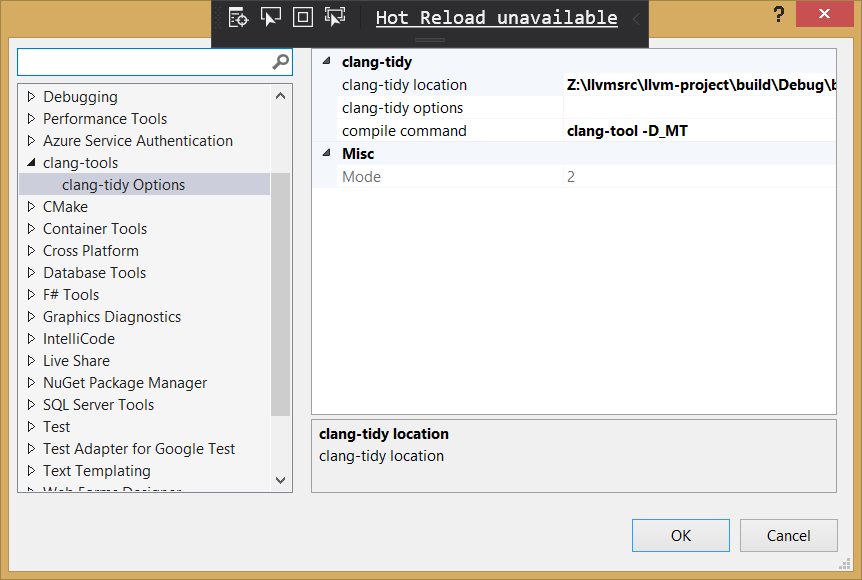 Hot Reload unavailable
?
clang-tidy
clang-tidy location Z:\llvmsrc\llvm-project\build\Debug\b
clang-tidy options
compile command clang-tool -D_MT
Misc
Mode 2
Debugging
Performance Tools
Azure Service Authentication
clang-tools
clang-tidy Options
CMake
Container Tools
Cross Platform
Database Tools
F# Tools
Graphics Diagnostics
IntelliCode
Live Share
NuGet Package Manager
SQL Server Tools
Test
Test Adapter for Google Test
Text Templating
Web Forms Designer
clang-tidy location
clang-tidy location
OK
Cancel